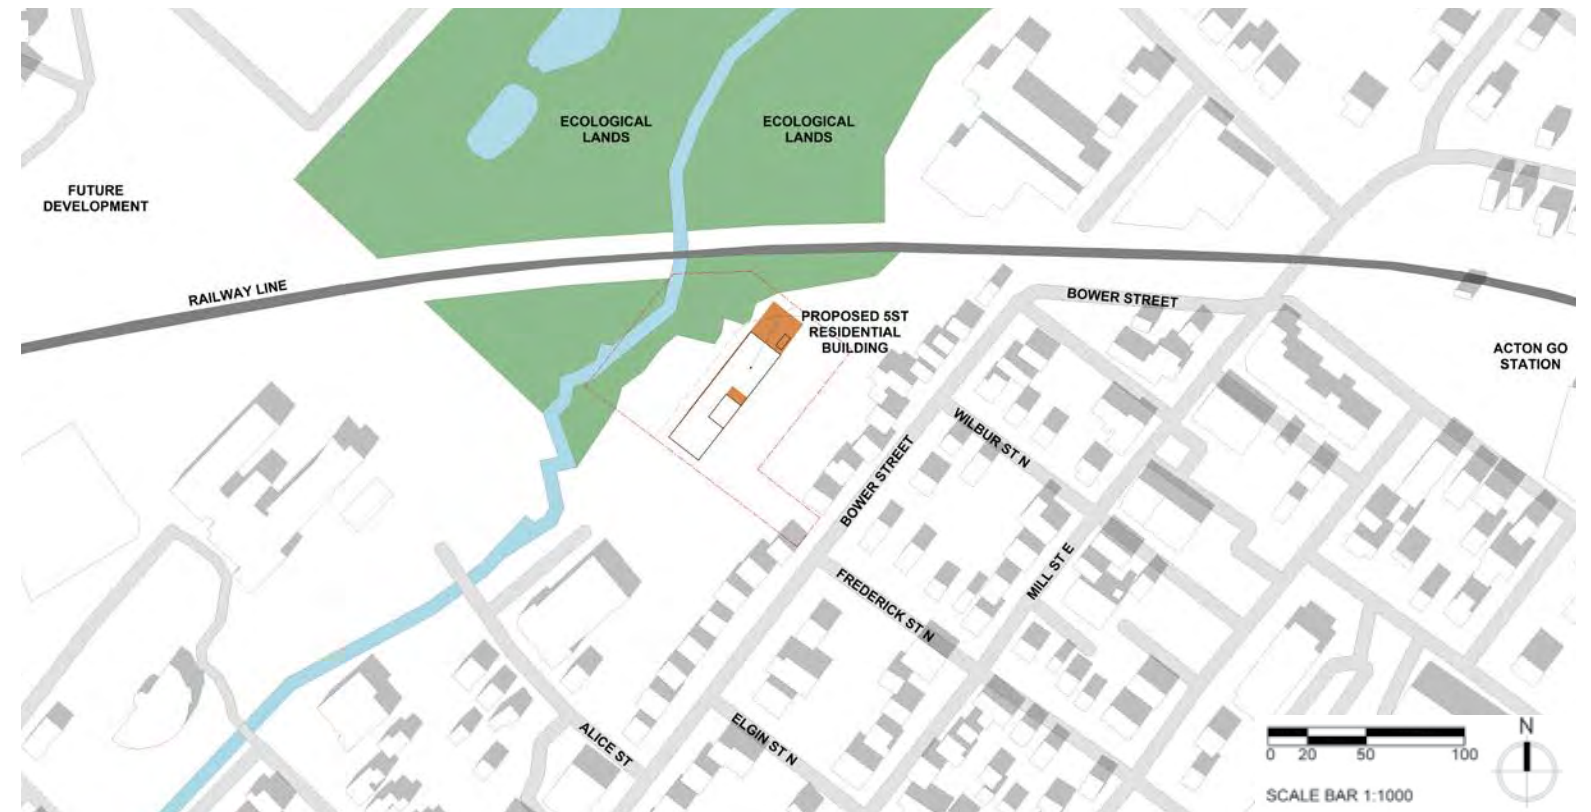 ECOLOGICAL
LANDS
ECOLOGICAL
LANDS
FUTURE
DEVELOPMENT
RAILWAY LINE
BOWER STREET
PROPOSED 5ST
RESIDENTIAL
BUILDING
ACTON GO
STATION
WILBUR ST N
BOWER STREET
MILL ST E
FREDERICK ST N
ELGIN ST N
ALICE ST
N
0 20 50 100
SCALE BAR 1:1000